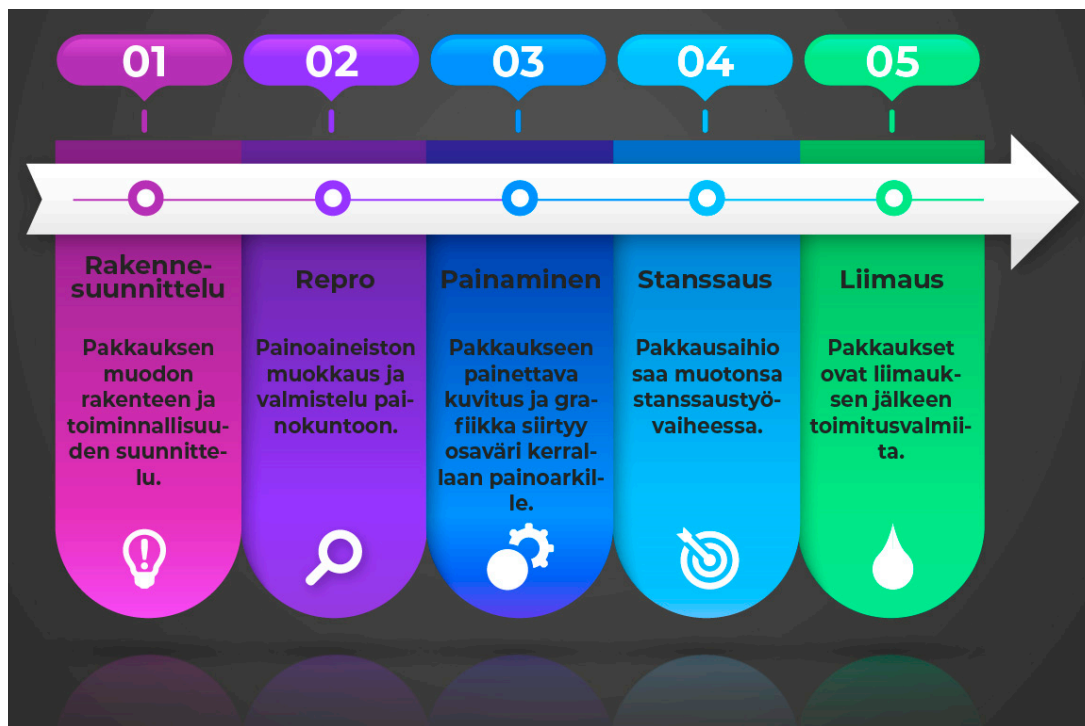 01
02
03
04
05
Rakenne-
suunnittelu
Pakkauksen
muodon
rakenteen ja
toiminnallisuu-
den suunnitte-
lu.
Repro
Painoaineiston
muokkaus ja
valmistelu pai-
nokuntoon.
Painaminen
Pakkaukseen
painettava
kuvitus ja gra-
fiikka siirtyy
osaväri kerral-
laan painoarkil-
le.
Stanssaus
Pakkausaihio
saa muotonsa
stanssaustyö-
vaiheessa.
Liimaus
Pakkaukset
ovat liimauk-
sen jälkeen
toimitusvalmii-
ta.